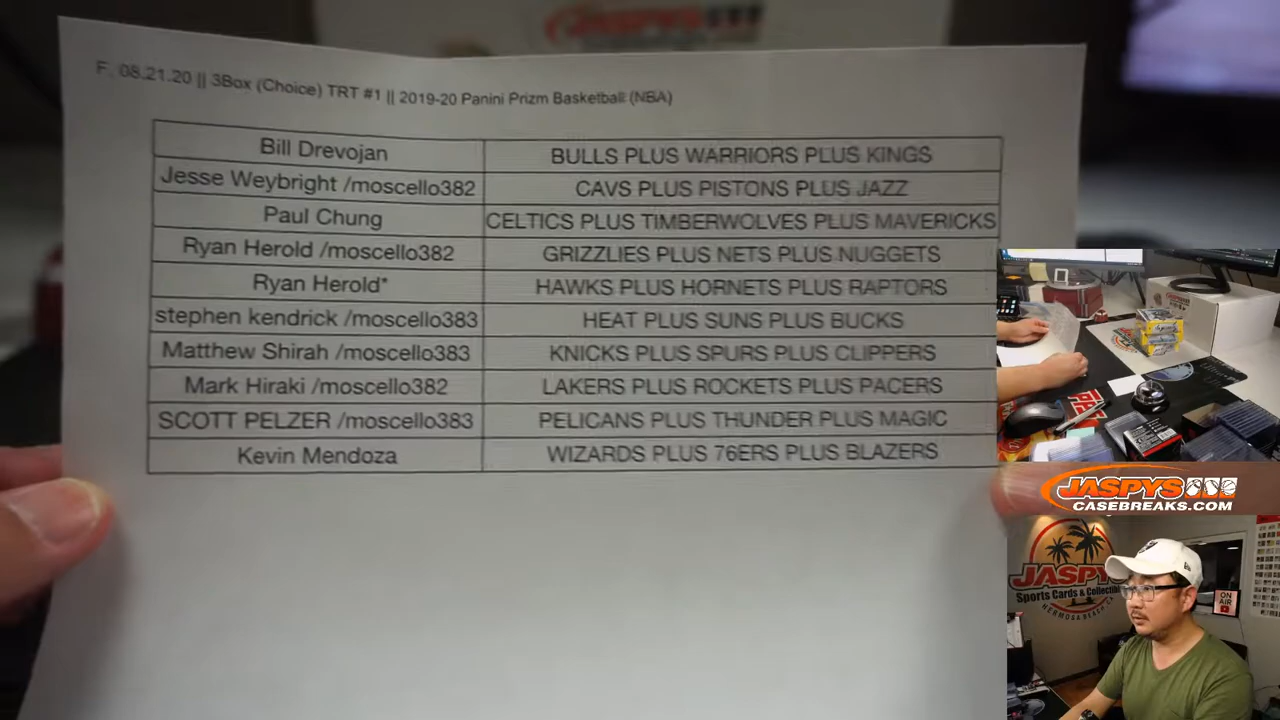 JASPYS
F. 08.21.20 || 3Box (Choice) TRT #1 || 2019-20 Panini Prizm Basketball (NBA)
Bill Drevojan BULLS PLUS WARRIORS PLUS KINGS
Jesse Weybright /moscello382 CAVS PLUS PISTONS PLUS JAZZ
Paul Chung CELTICS PLUS TIMBERWOLVES PLUS MAVERICKS
Ryan Herold /moscello382 GRIZZLIES PLUS NETS PLUS NUGGETS
Ryan Herold* HAWKS PLUS HORNETS PLUS RAPTORS
stephen kendrick /moscello383 HEAT PLUS SUNS PLUS BUCKS
Matthew Shirah /moscello383 KNICKS PLUS SPURS PLUS CLIPPERS
Mark Hiraki /moscello382 LAKERS PLUS ROCKETS PLUS PACERS
SCOTT PELZER /moscello383 PELICANS PLUS THUNDER PLUS MAGIC
Kevin Mendoza WIZARDS PLUS 76ERS PLUS BLAZERS
JASPYS
CASEBREAKS.COM
JASPYS
Sports Cards & Collectibl
HERMOSA BEACH
ON
AIR